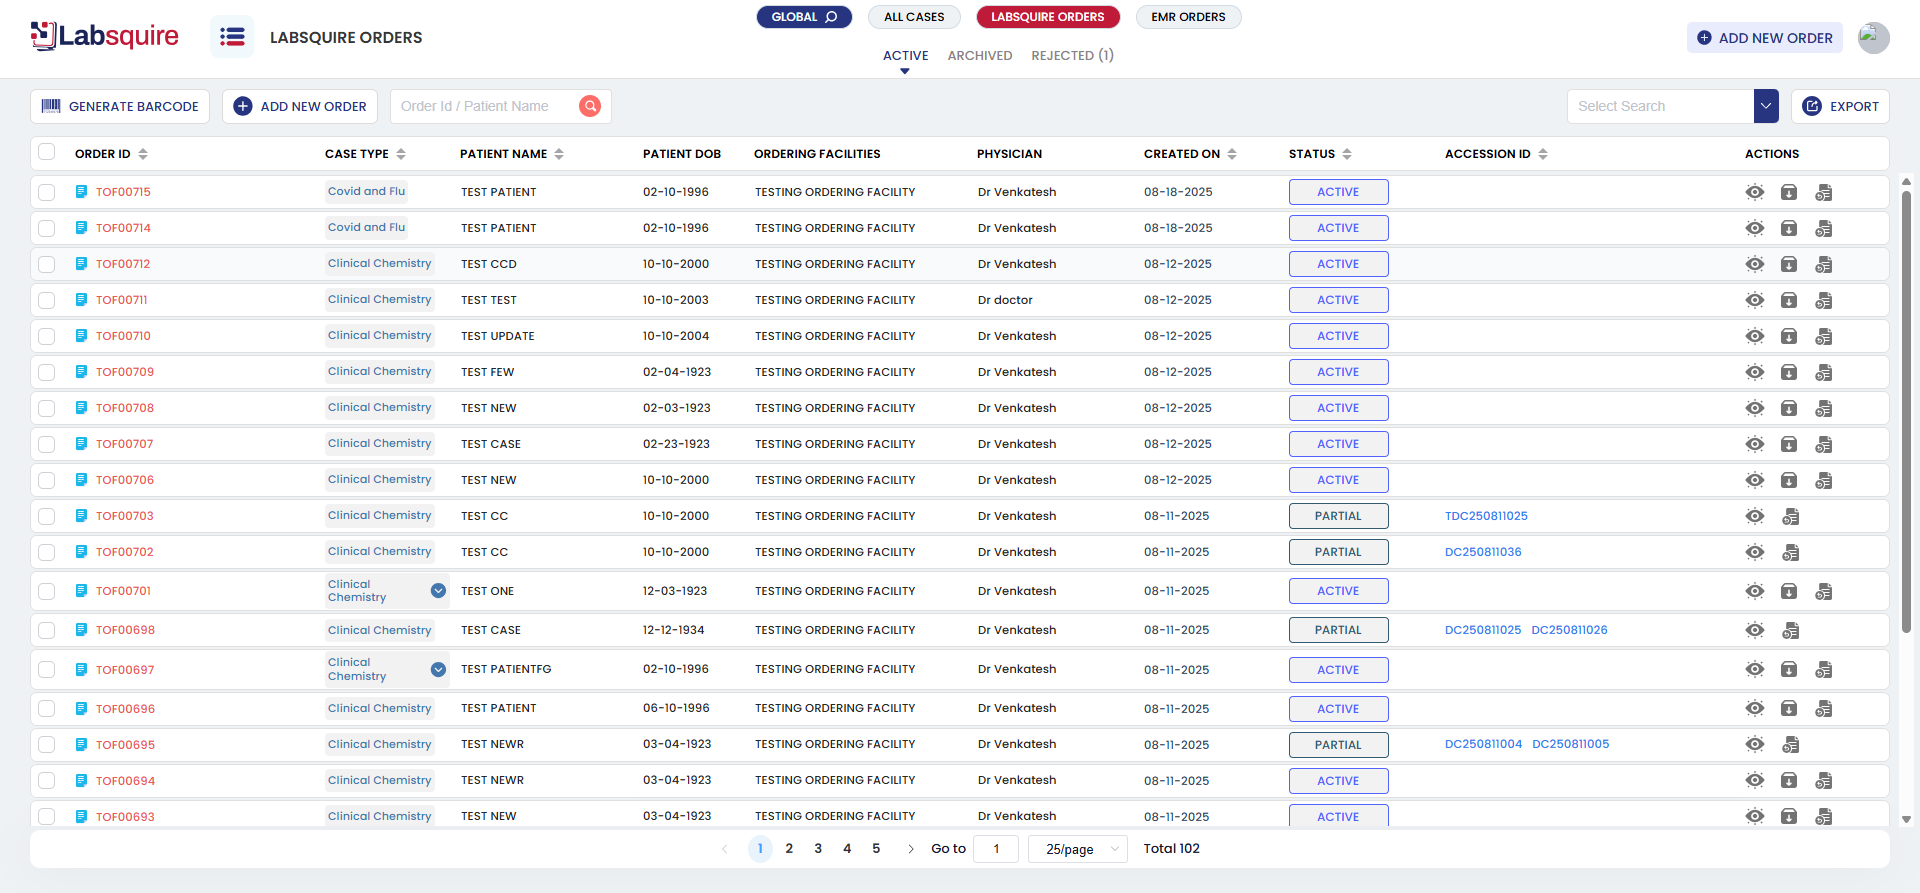 Labsquire
LABSQUIRE ORDERS
GLOBAL ALL CASES LABSQUIRE ORDERS EMR ORDERS
ACTIVE ARCHIVED REJECTED (1)
ADD NEW ORDER
GENERATE BARCODE ADD NEW ORDER Order Id / Patient Name Select Search EXPORT
ORDER ID CASE TYPE PATIENT NAME PATIENT DOB ORDERING FACILITIES PHYSICIAN CREATED ON STATUS ACCESSION ID ACTIONS
TOF00715 Covid and Flu TEST PATIENT 02-10-1996 TESTING ORDERING FACILITY Dr Venkatesh 08-18-2025 ACTIVE
TOF00714 Covid and Flu TEST PATIENT 02-10-1996 TESTING ORDERING FACILITY Dr Venkatesh 08-18-2025 ACTIVE
TOF00712 Clinical Chemistry TEST CCD 10-10-2000 TESTING ORDERING FACILITY Dr Venkatesh 08-12-2025 ACTIVE
TOF00711 Clinical Chemistry TEST TEST 10-10-2003 TESTING ORDERING FACILITY Dr doctor 08-12-2025 ACTIVE
TOF00710 Clinical Chemistry TEST UPDATE 10-10-2004 TESTING ORDERING FACILITY Dr Venkatesh 08-12-2025 ACTIVE
TOF00709 Clinical Chemistry TEST FEW 02-04-1923 TESTING ORDERING FACILITY Dr Venkatesh 08-12-2025 ACTIVE
TOF00708 Clinical Chemistry TEST NEW 02-03-1923 TESTING ORDERING FACILITY Dr Venkatesh 08-12-2025 ACTIVE
TOF00707 Clinical Chemistry TEST CASE 02-23-1923 TESTING ORDERING FACILITY Dr Venkatesh 08-12-2025 ACTIVE
TOF00706 Clinical Chemistry TEST NEW 10-10-2000 TESTING ORDERING FACILITY Dr Venkatesh 08-12-2025 ACTIVE
TOF00703 Clinical Chemistry TEST CC 10-10-2000 TESTING ORDERING FACILITY Dr Venkatesh 08-11-2025 PARTIAL TDC250811025
TOF00702 Clinical Chemistry TEST CC 10-10-2000 TESTING ORDERING FACILITY Dr Venkatesh 08-11-2025 PARTIAL DC250811036
TOF00701 Clinical Chemistry TEST ONE 12-03-1923 TESTING ORDERING FACILITY Dr Venkatesh 08-11-2025 ACTIVE
TOF00698 Clinical Chemistry TEST CASE 12-12-1934 TESTING ORDERING FACILITY Dr Venkatesh 08-11-2025 PARTIAL DC250811025 DC250811026
TOF00697 Clinical Chemistry TEST PATIENTFG 02-10-1996 TESTING ORDERING FACILITY Dr Venkatesh 08-11-2025 ACTIVE
TOF00696 Clinical Chemistry TEST PATIENT 06-10-1996 TESTING ORDERING FACILITY Dr Venkatesh 08-11-2025 ACTIVE
TOF00695 Clinical Chemistry TEST NEWR 03-04-1923 TESTING ORDERING FACILITY Dr Venkatesh 08-11-2025 PARTIAL DC250811004 DC250811005
TOF00694 Clinical Chemistry TEST NEWR 03-04-1923 TESTING ORDERING FACILITY Dr Venkatesh 08-11-2025 ACTIVE
TOF00693 Clinical Chemistry TEST NEW 03-04-1923 TESTING ORDERING FACILITY Dr Venkatesh 08-11-2025 ACTIVE
1 2 3 4 5 Go to 1 25/page Total 102